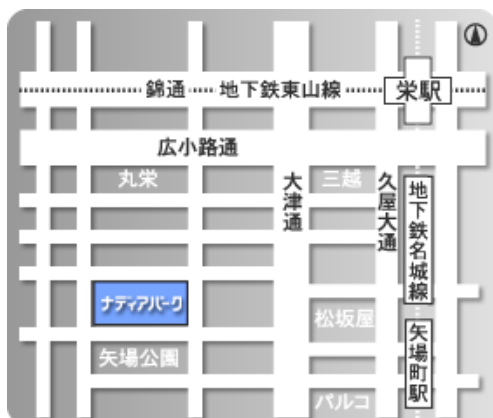 錦通
地下鉄東山線
栄駅
広小路通
丸栄
大津通
三越
久屋大通
地下鉄名城線
ナディアパーク
松坂屋
矢場町駅
矢場公園
パルコ